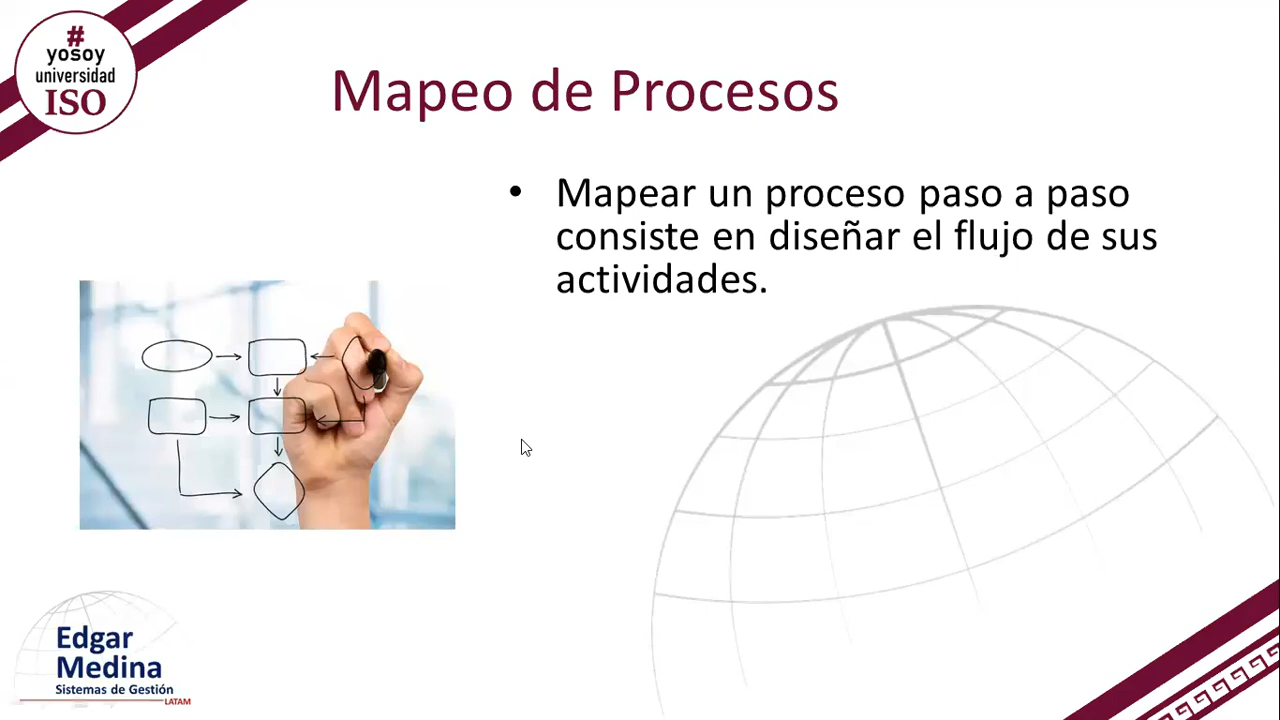 #
yosoy
universidad
ISO
Mapeo de Procesos
• Mapear un proceso paso a paso
consiste en diseñar el flujo de sus
actividades.
Edgar
Medina
Sistemas de Gestión
LATAM